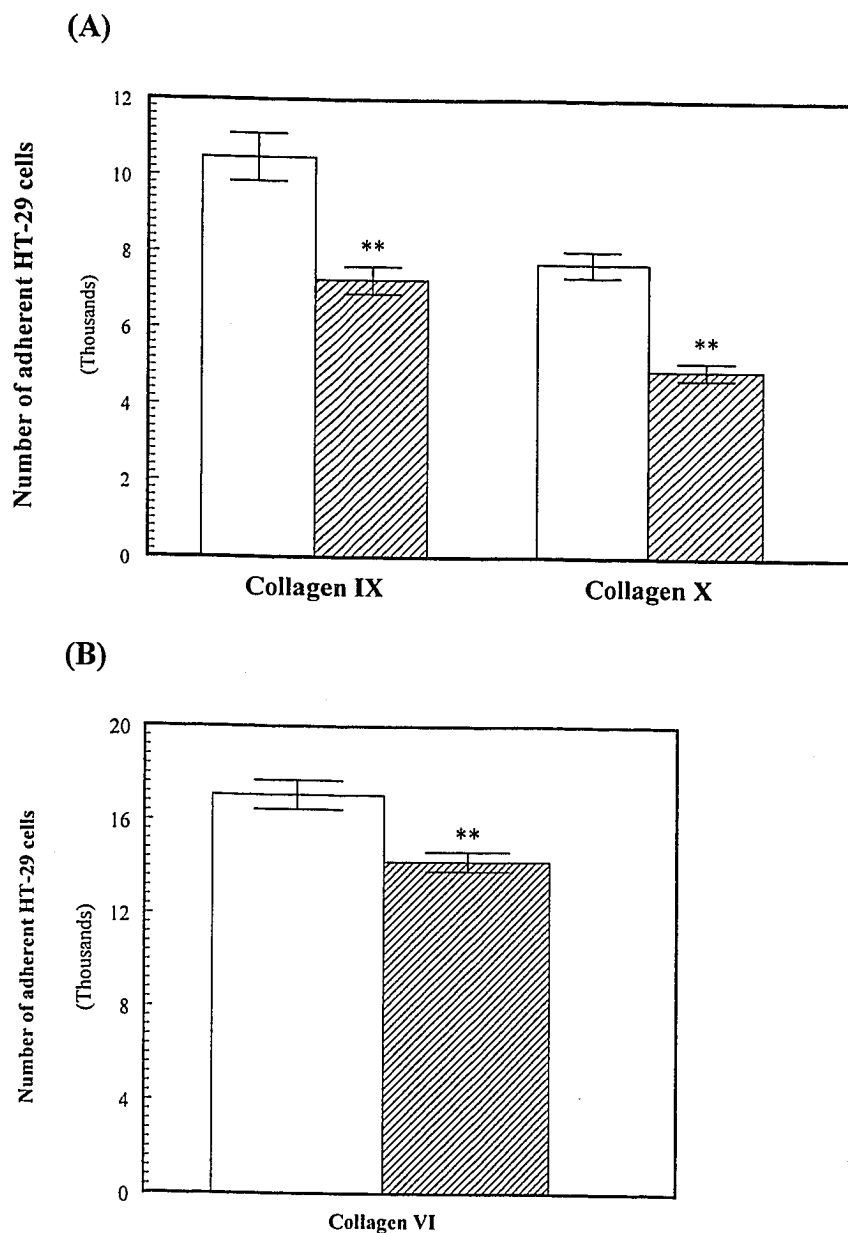 (A)
Number of adherent HT-29 cells
(Thousands)
12
10
8
6
4
2
0
**
**
Collagen IX
Collagen X
(B)
Number of adherent HT-29 cells
(Thousands)
20
16
12
8
4
0
**
Collagen VI